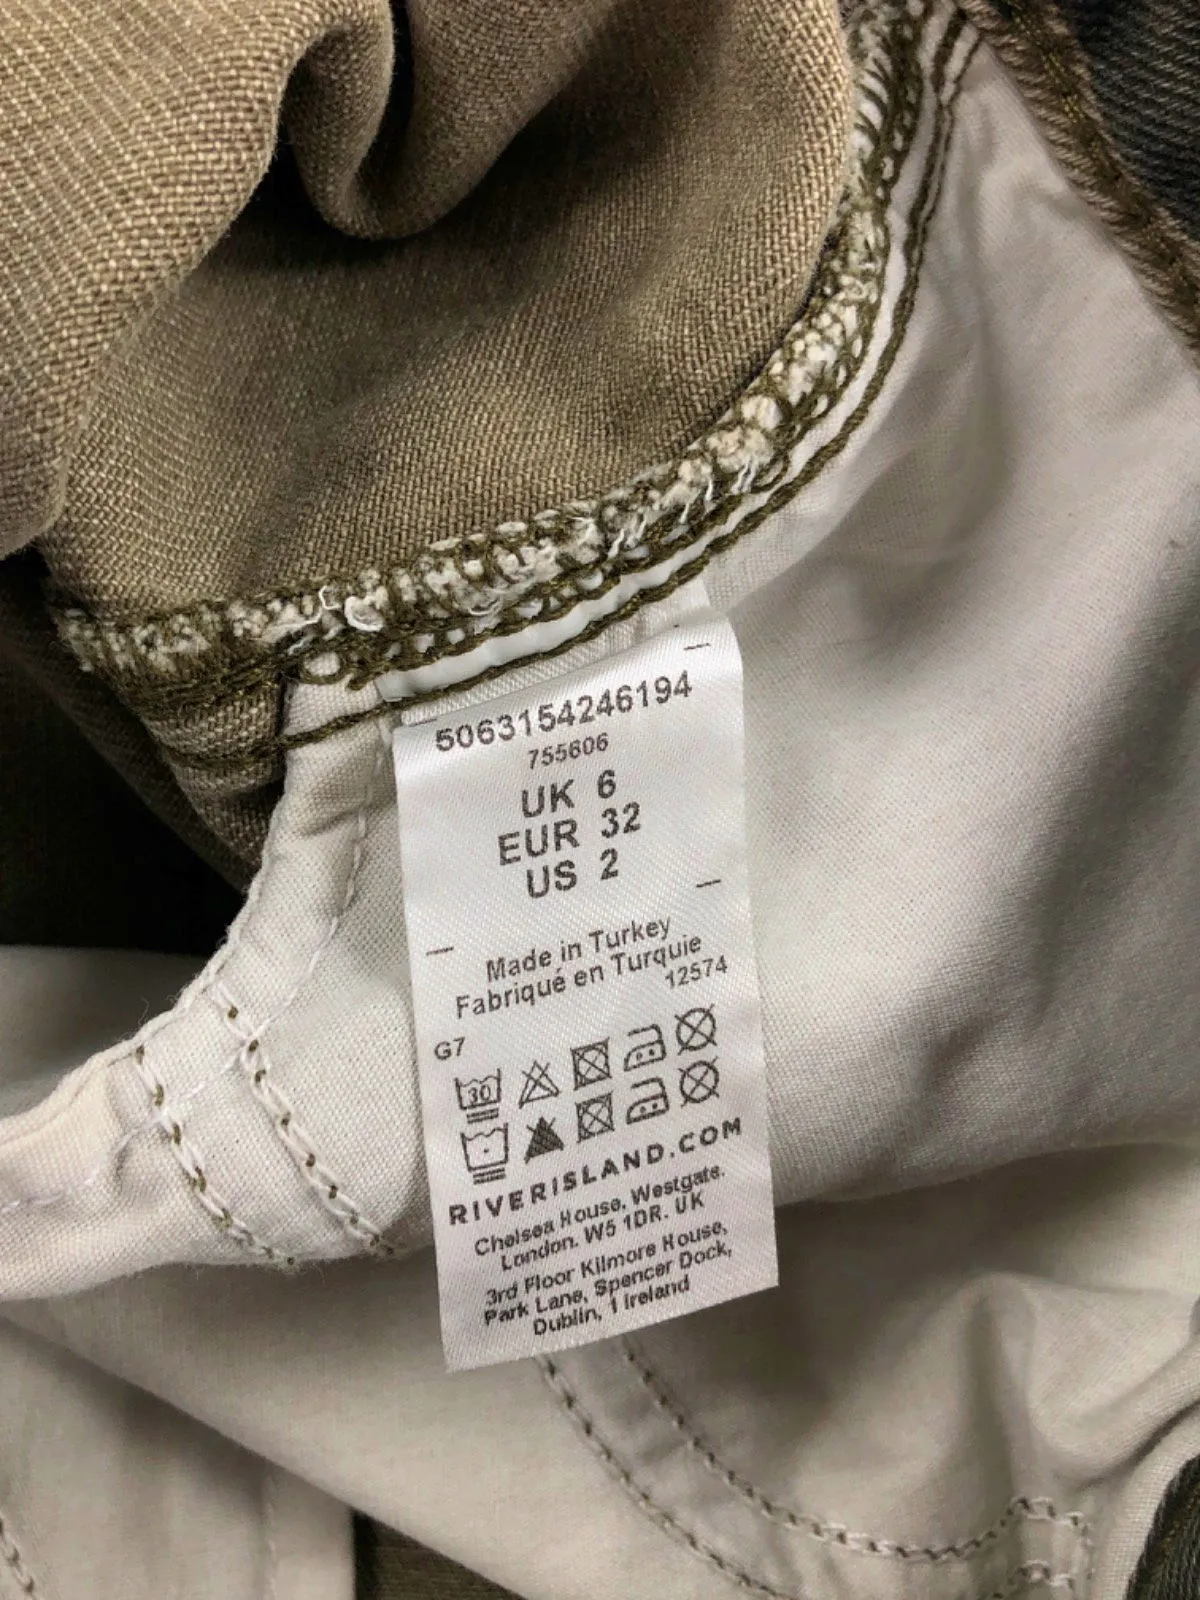 5063154246194
755606
UK 6
EUR 32
US 2
Made in Turkey
Fabriqué en Turquie
12574
G7
30
RIVERISLAND.COM
Chelsea House, Westgate.
London. W5 1DR. UK
3rd Floor Kilmore House,
Park Lane, Spencer Dock,
Dublin, 1 Ireland